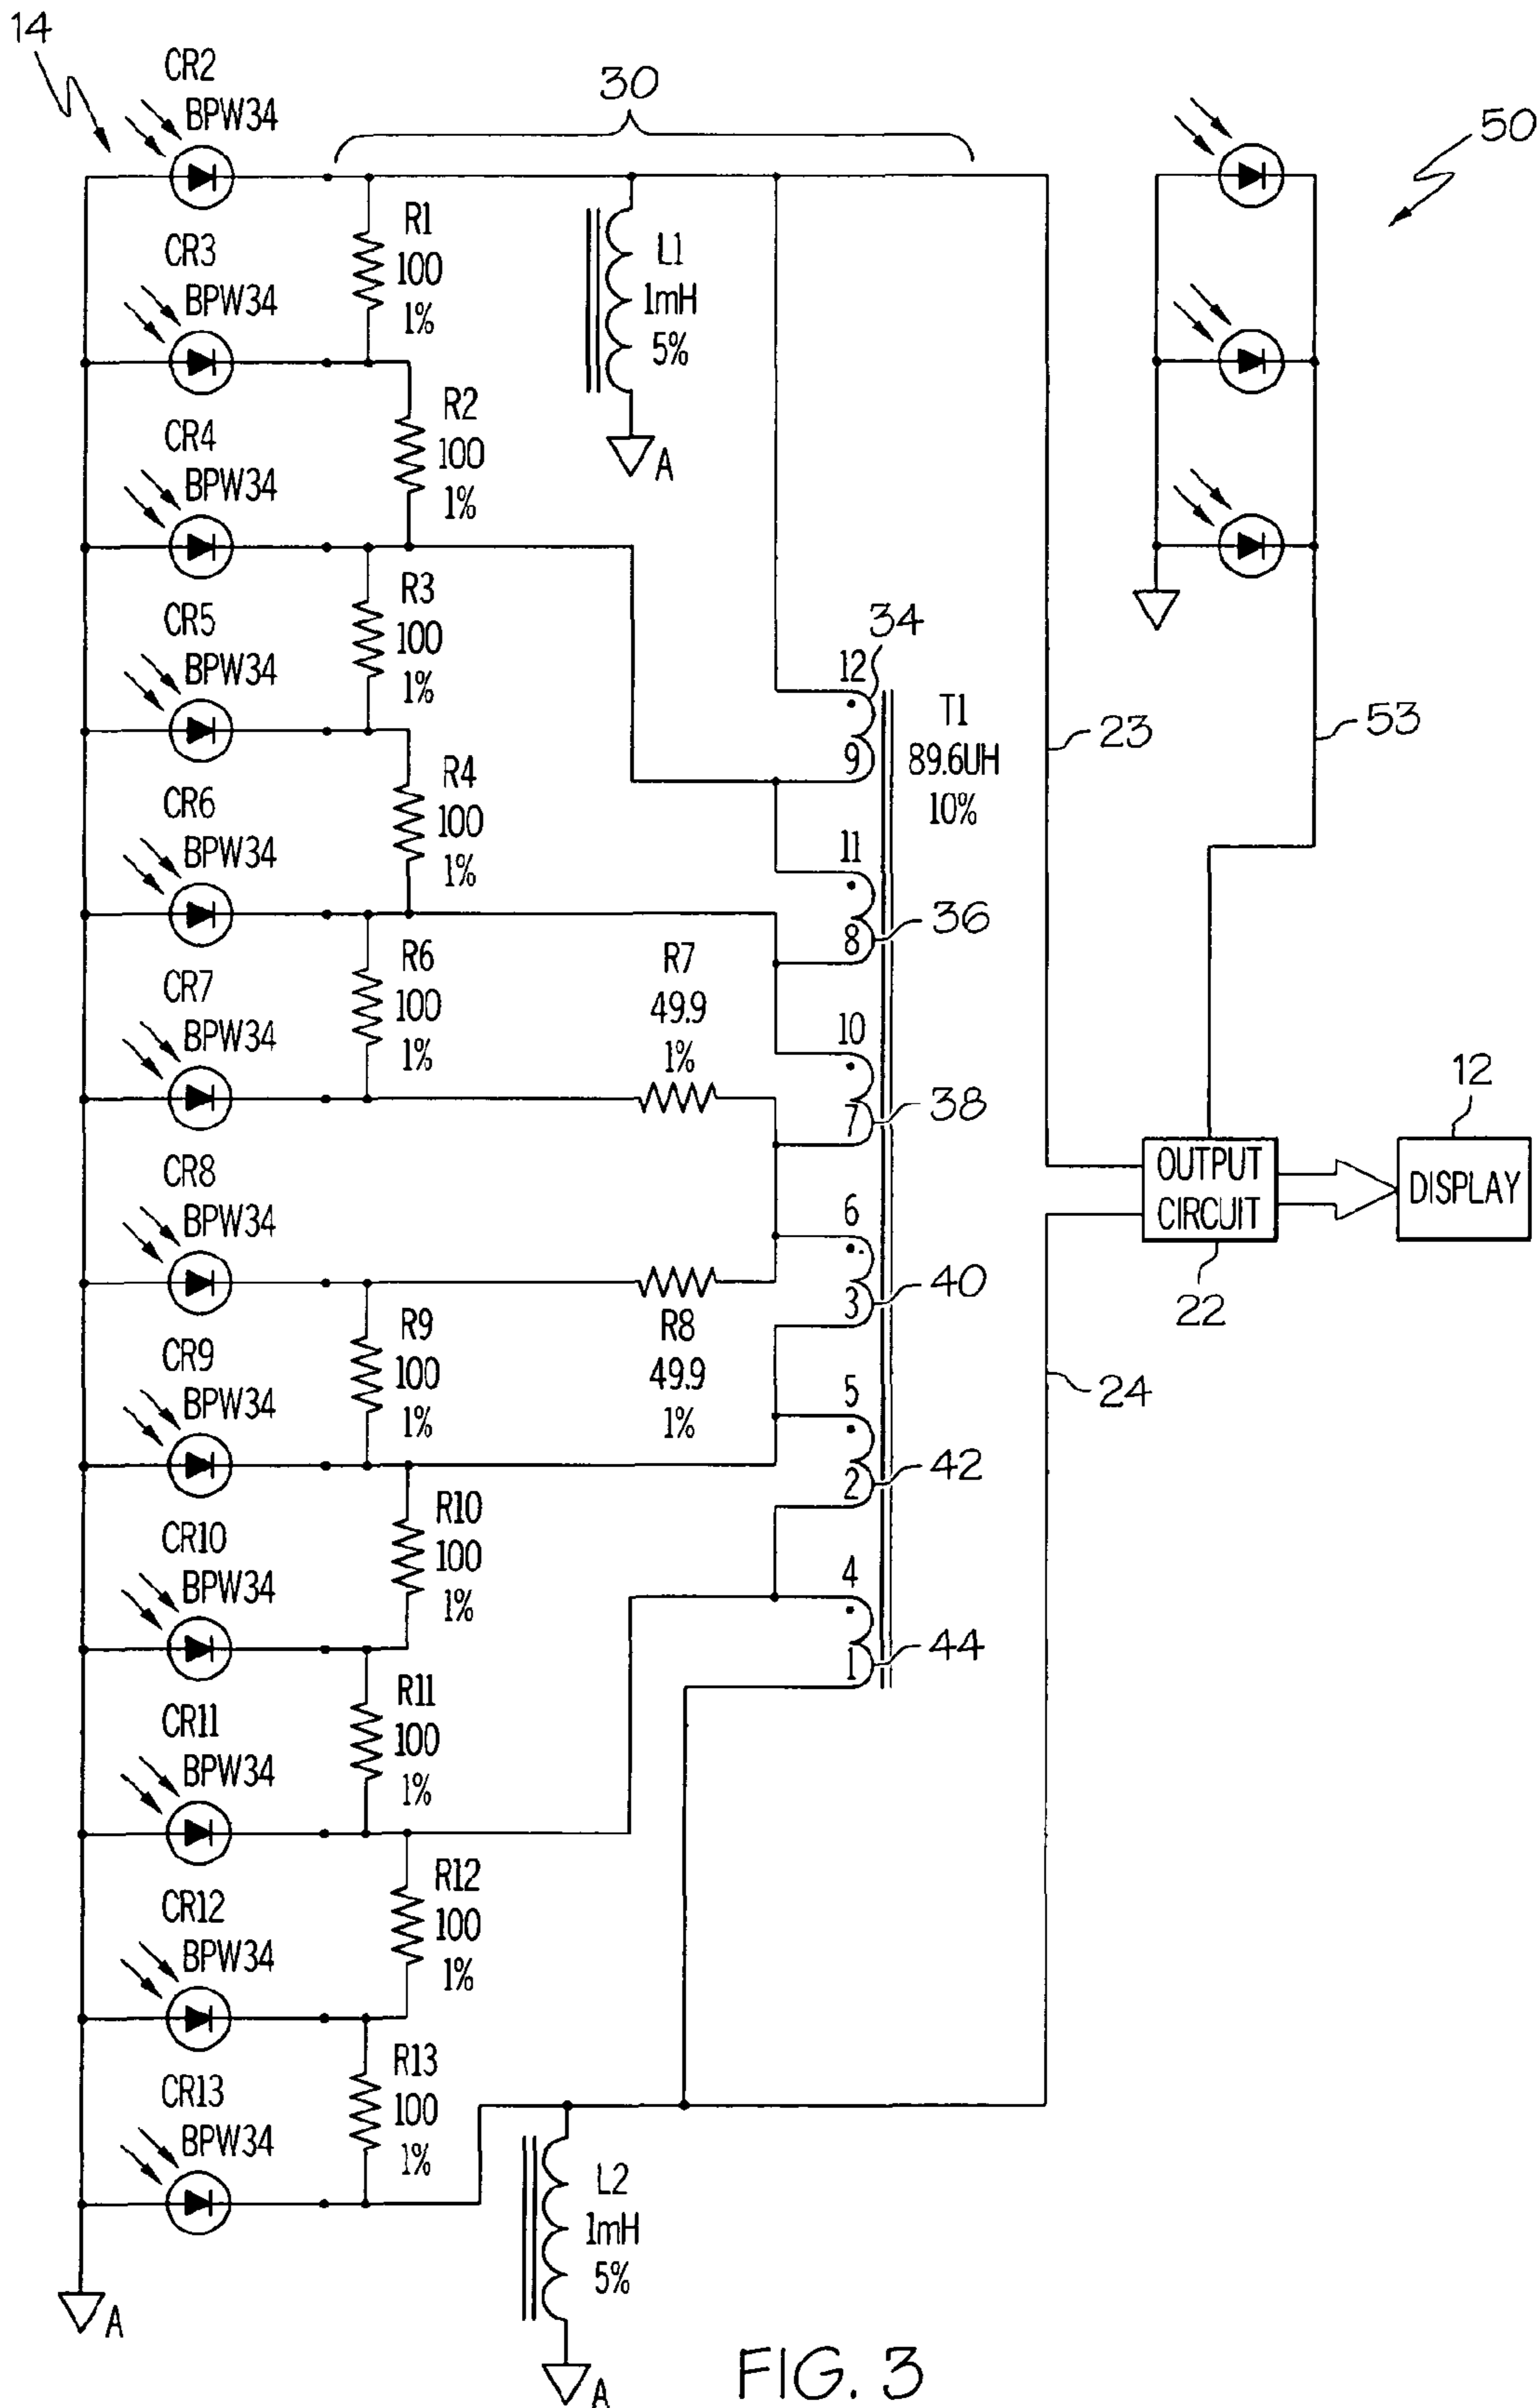 14
CR2
BPW34
30
50
R1
100
1%
L1
1mH
5%
A
CR3
BPW34
R2
100
1%
CR4
BPW34
R3
100
1%
CR5
BPW34
34
12
9
T1
89.6UH
10%
23
53
R4
100
1%
CR6
BPW34
11
8
36
R6
100
1%
R7
49.9
1%
CR7
BPW34
10
7
38
12
OUTPUT
CIRCUIT
DISPLAY
22
CR8
BPW34
6
3
40
R8
49.9
1%
R9
100
1%
24
CR9
BPW34
5
2
42
R10
100
1%
CR10
BPW34
4
1
44
R11
100
1%
CR11
BPW34
R12
100
1%
CR12
BPW34
R13
100
1%
CR13
BPW34
L2
1mH
5%
A
A
FIG. 3